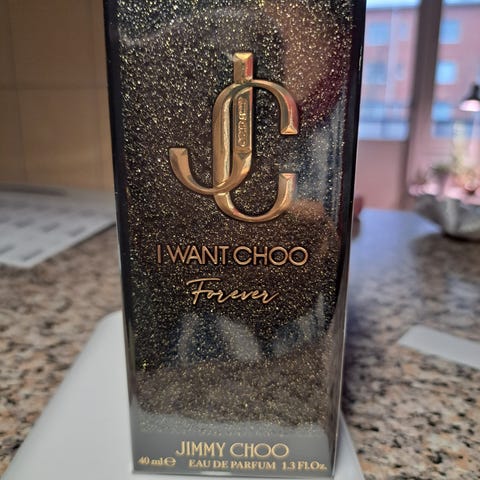 JC
I WANT CHOO
Forever
JIMMY CHOO
40 ml ℮ EAU DE PARFUM 1.3 Fl.Oz.